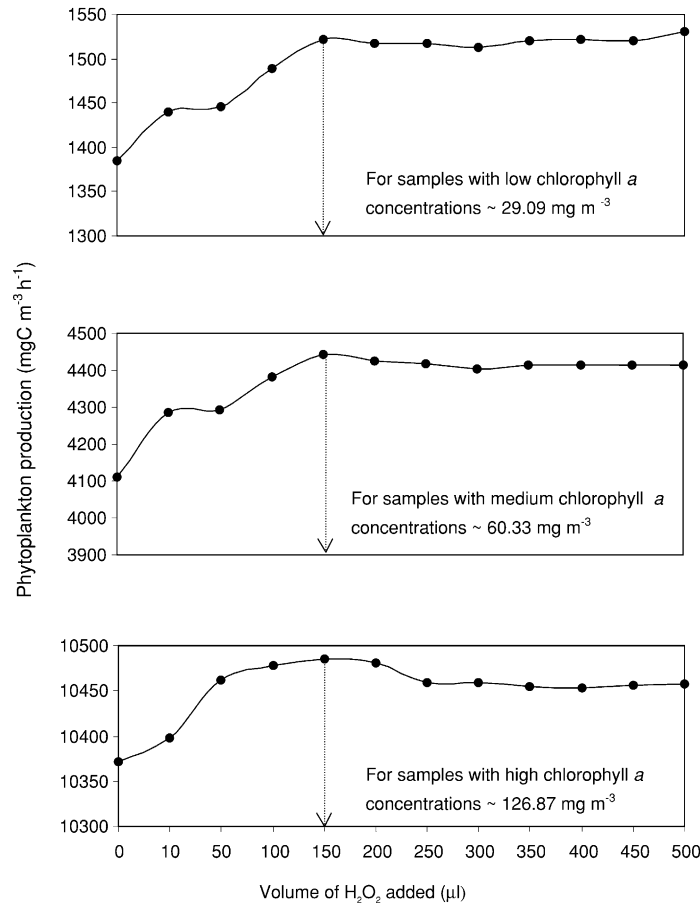 1550
1500
1450
1400
1350
1300
For samples with low chlorophyll a
concentrations ~ 29.09 mg m -3
Phytoplankton production (mgC m-3 h-1)
4500
4400
4300
4200
4100
4000
3900
For samples with medium chlorophyll a
concentrations ~ 60.33 mg m-3
10500
10450
10400
10350
10300
For samples with high chlorophyll a
concentrations ~ 126.87 mg m-3
0 10 50 100 150 200 250 300 350 400 450 500
Volume of H2O2 added (µl)